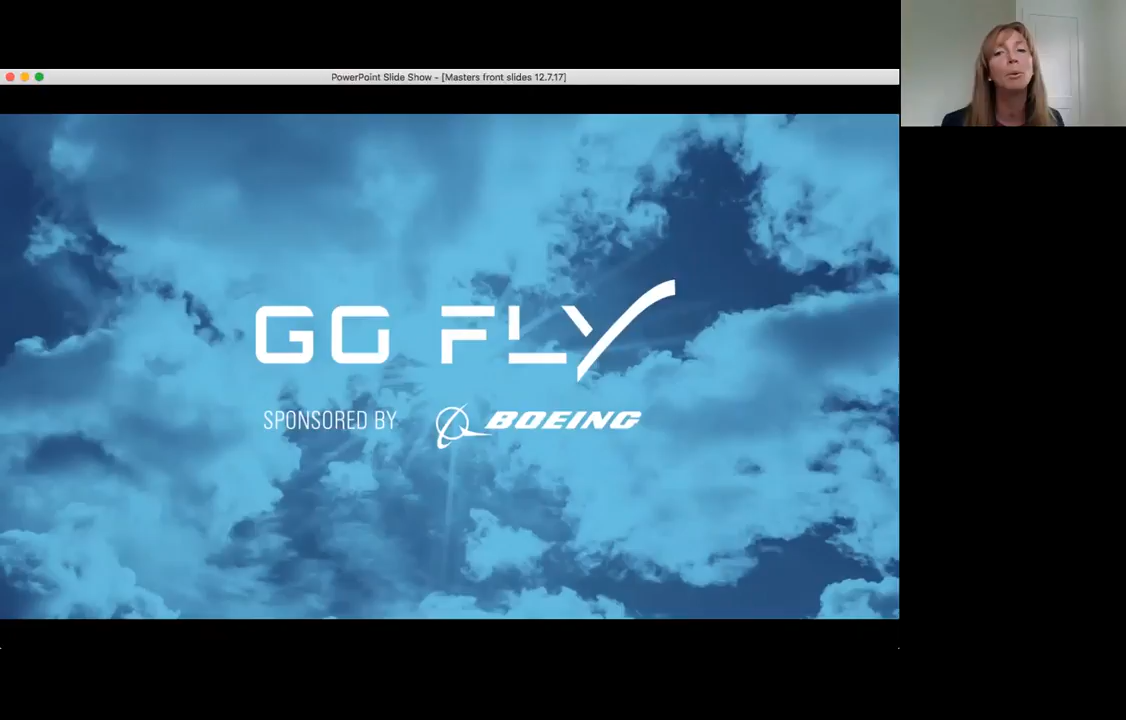 PowerPoint Slide Show - [Masters front slides 12.7.17]
GO FLY
SPONSORED BY BOEING